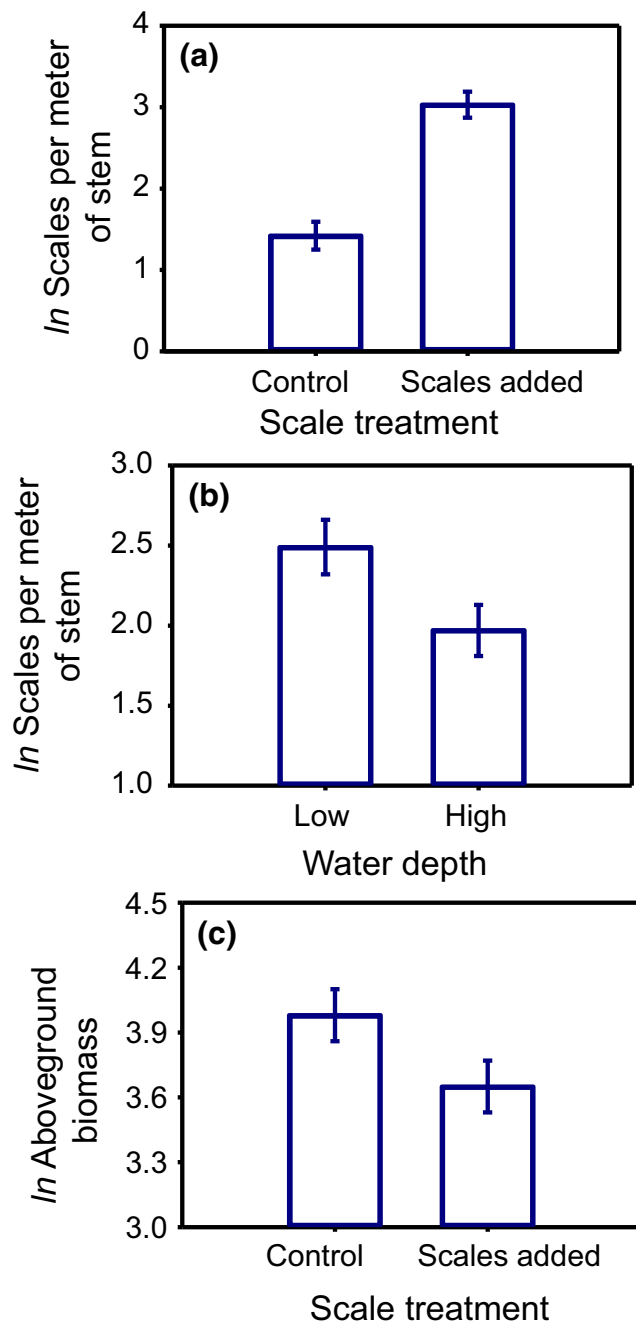 (a)
ln Scales per meter
of stem
4
3
2
1
0
Control Scales added
Scale treatment
(b)
ln Scales per meter
of stem
3.0
2.5
2.0
1.5
1.0
Low High
Water depth
(c)
ln Aboveground
biomass
4.5
4.2
3.9
3.6
3.3
3.0
Control Scales added
Scale treatment